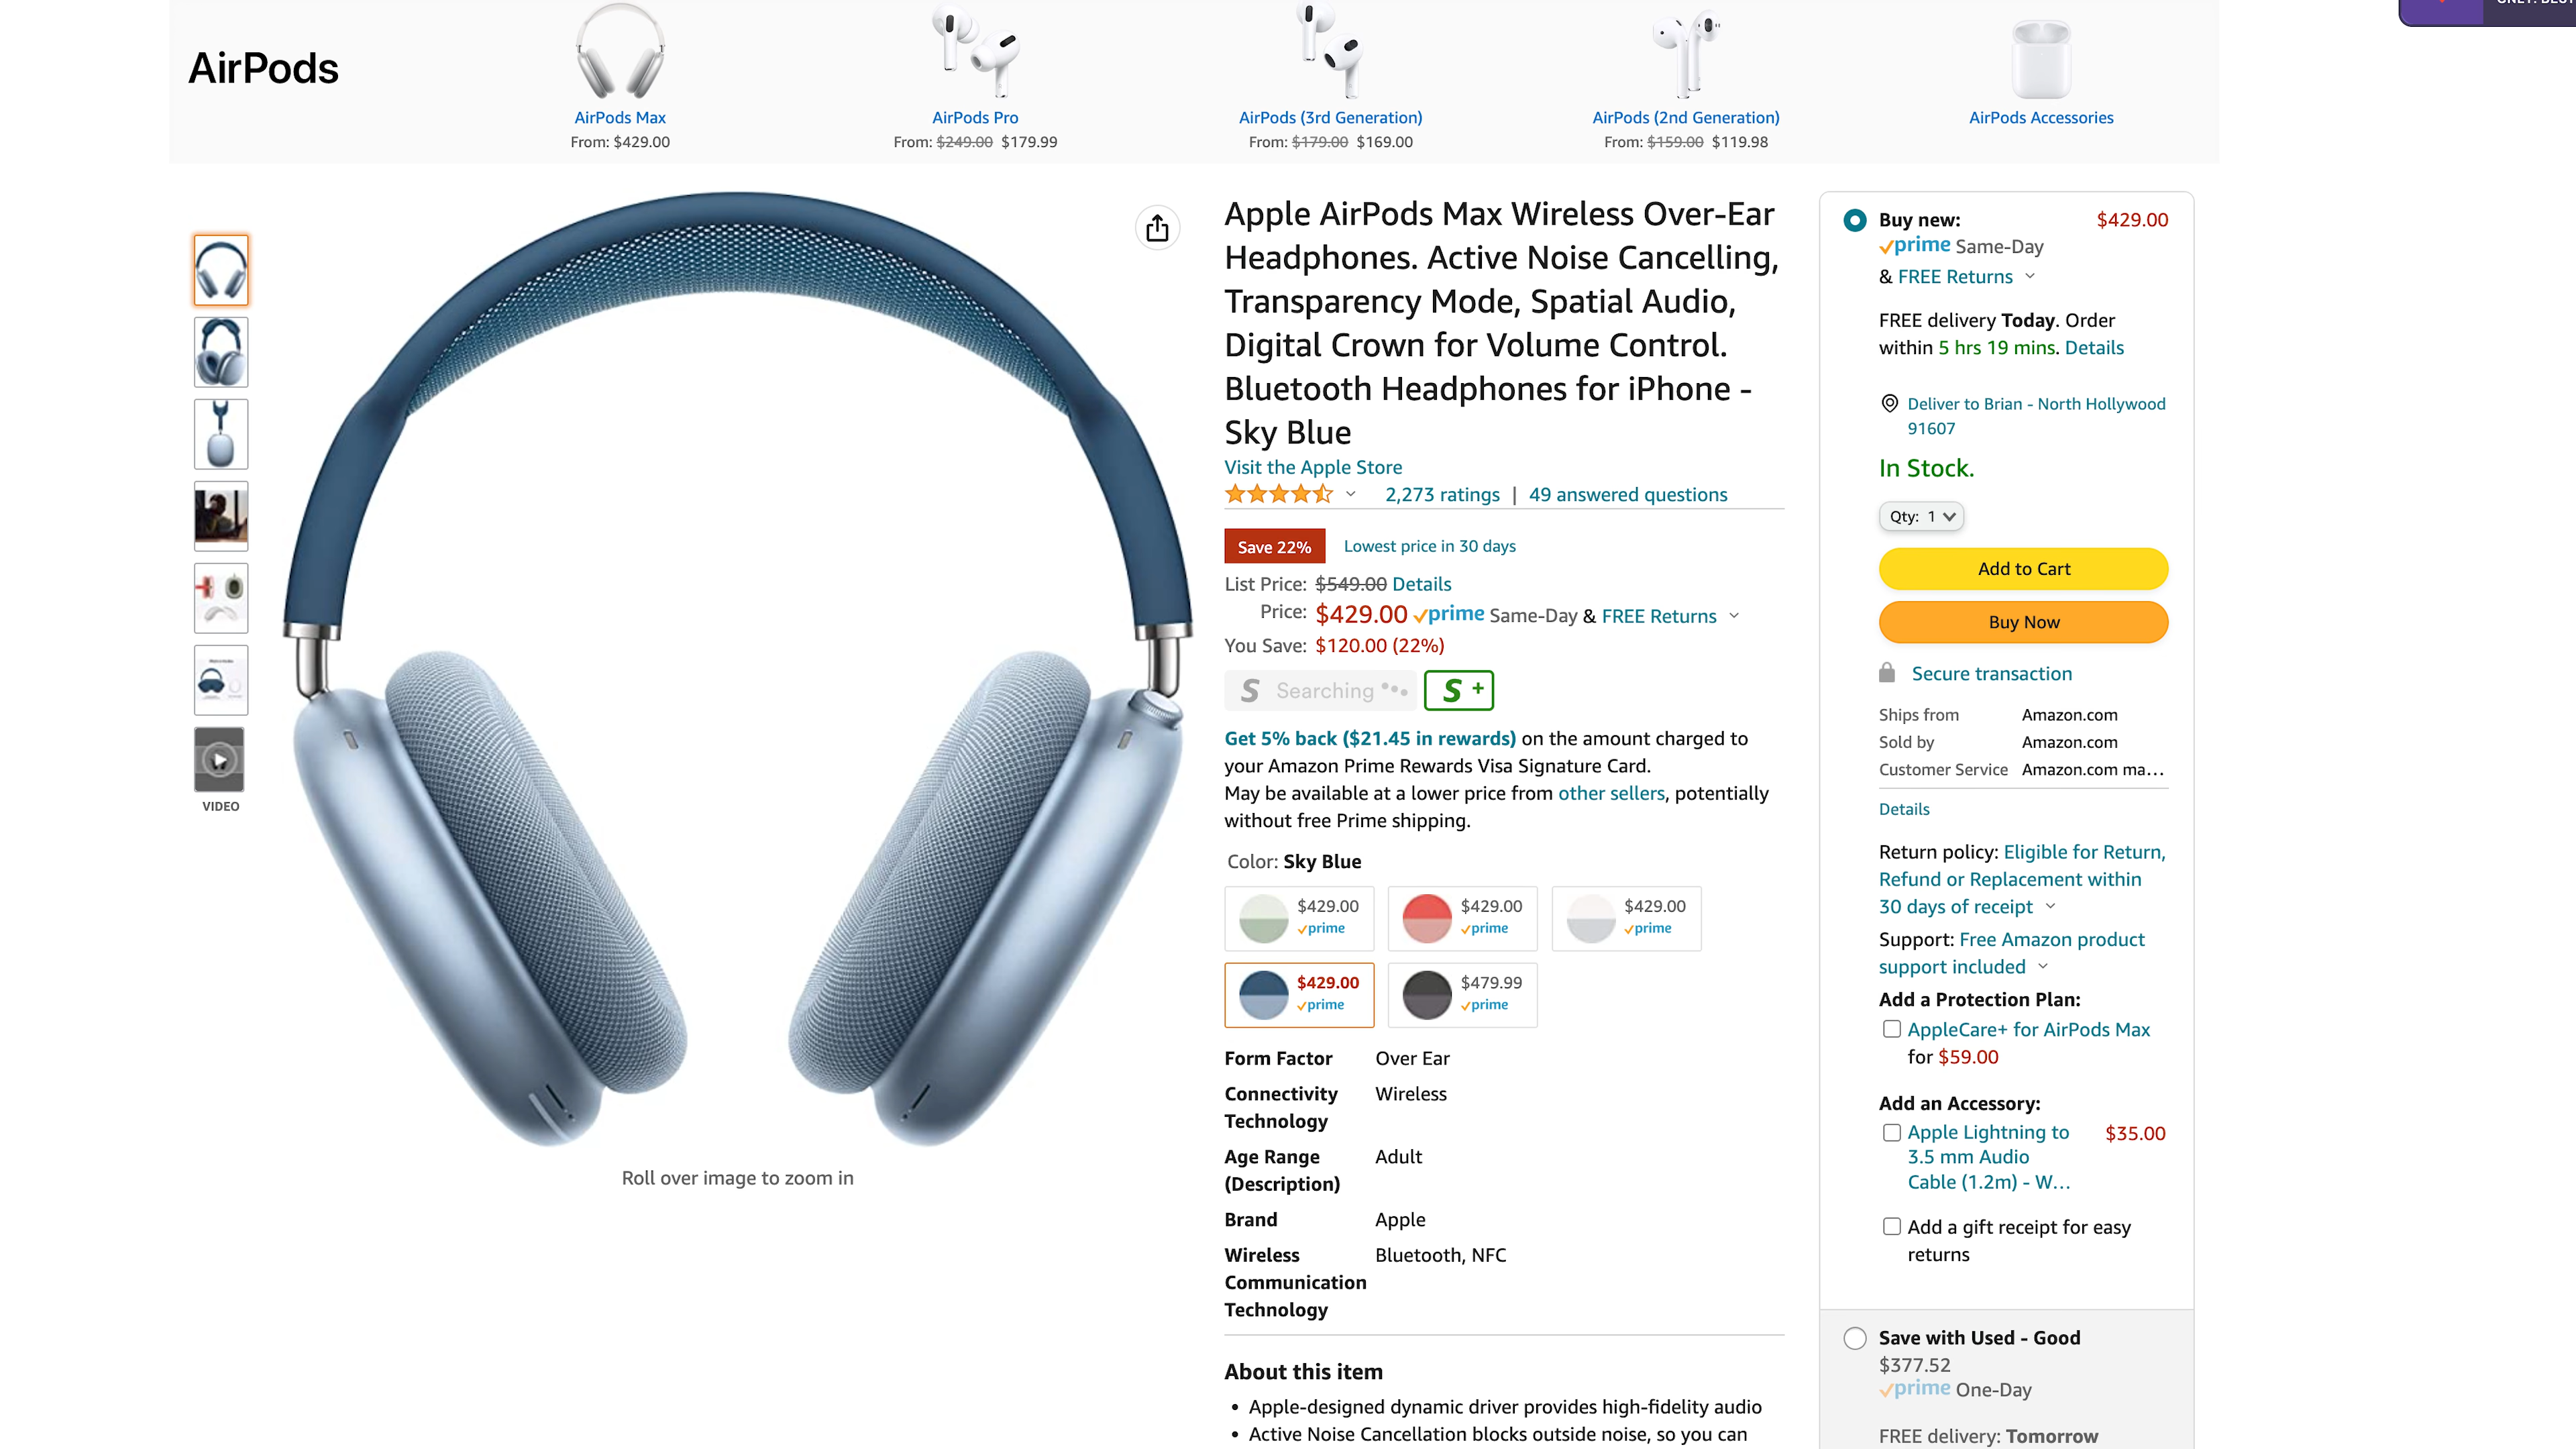 AirPods
AirPods Max
From: $429.00
AirPods Pro
From: $249.00 $179.99
AirPods (3rd Generation)
From: $179.00 $169.00
AirPods (2nd Generation)
From: $159.00 $119.98
AirPods Accessories
VIDEO
Roll over image to zoom in
Apple AirPods Max Wireless Over-Ear
Headphones. Active Noise Cancelling,
Transparency Mode, Spatial Audio,
Digital Crown for Volume Control.
Bluetooth Headphones for iPhone -
Sky Blue
Visit the Apple Store
2,273 ratings | 49 answered questions
Save 22% Lowest price in 30 days
List Price: $549.00 Details
Price: $429.00 prime Same-Day & FREE Returns
You Save: $120.00 (22%)
S Searching S +
Get 5% back ($21.45 in rewards) on the amount charged to
your Amazon Prime Rewards Visa Signature Card.
May be available at a lower price from other sellers, potentially
without free Prime shipping.
Color: Sky Blue
$429.00 $429.00 $429.00
prime prime prime
$429.00 $479.99
prime prime
Form Factor Over Ear
Connectivity Wireless
Technology
Age Range Adult
(Description)
Brand Apple
Wireless Bluetooth, NFC
Communication
Technology
About this item
• Apple-designed dynamic driver provides high-fidelity audio
• Active Noise Cancellation blocks outside noise, so you can
Buy new: $429.00
prime Same-Day
& FREE Returns
FREE delivery Today. Order
within 5 hrs 19 mins. Details
Deliver to Brian - North Hollywood
91607
In Stock.
Qty: 1
Add to Cart
Buy Now
Secure transaction
Ships from Amazon.com
Sold by Amazon.com
Customer Service Amazon.com ma...
Details
Return policy: Eligible for Return,
Refund or Replacement within
30 days of receipt
Support: Free Amazon product
support included
Add a Protection Plan:
AppleCare+ for AirPods Max
for $59.00
Add an Accessory:
Apple Lightning to $35.00
3.5 mm Audio
Cable (1.2m) - W...
Add a gift receipt for easy
returns
Save with Used - Good
$377.52
prime One-Day
FREE delivery: Tomorrow